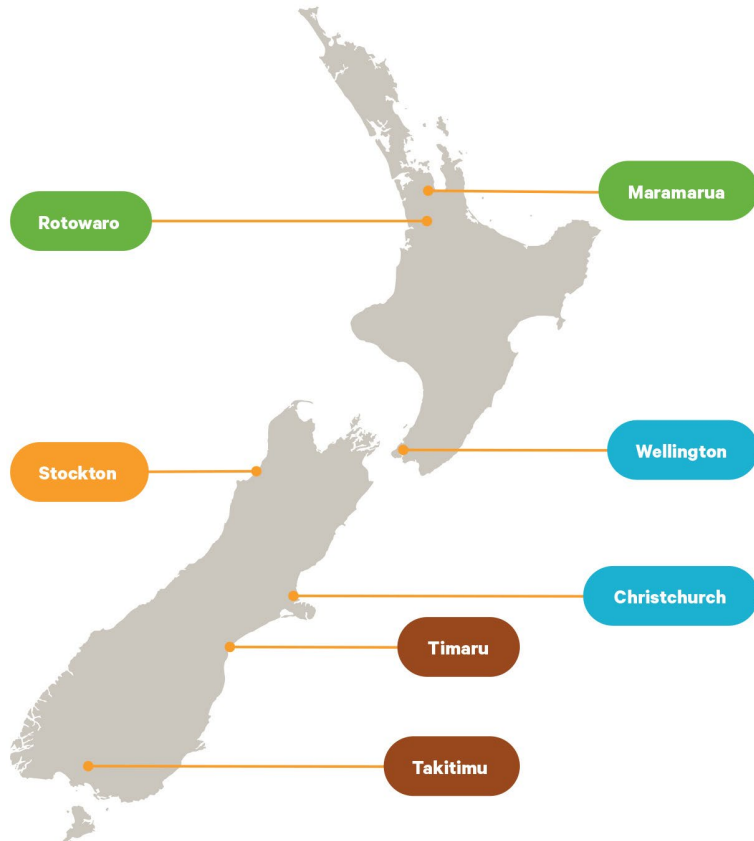 Maramarua
Rotowaro
Wellington
Stockton
Christchurch
Timaru
Takitimu